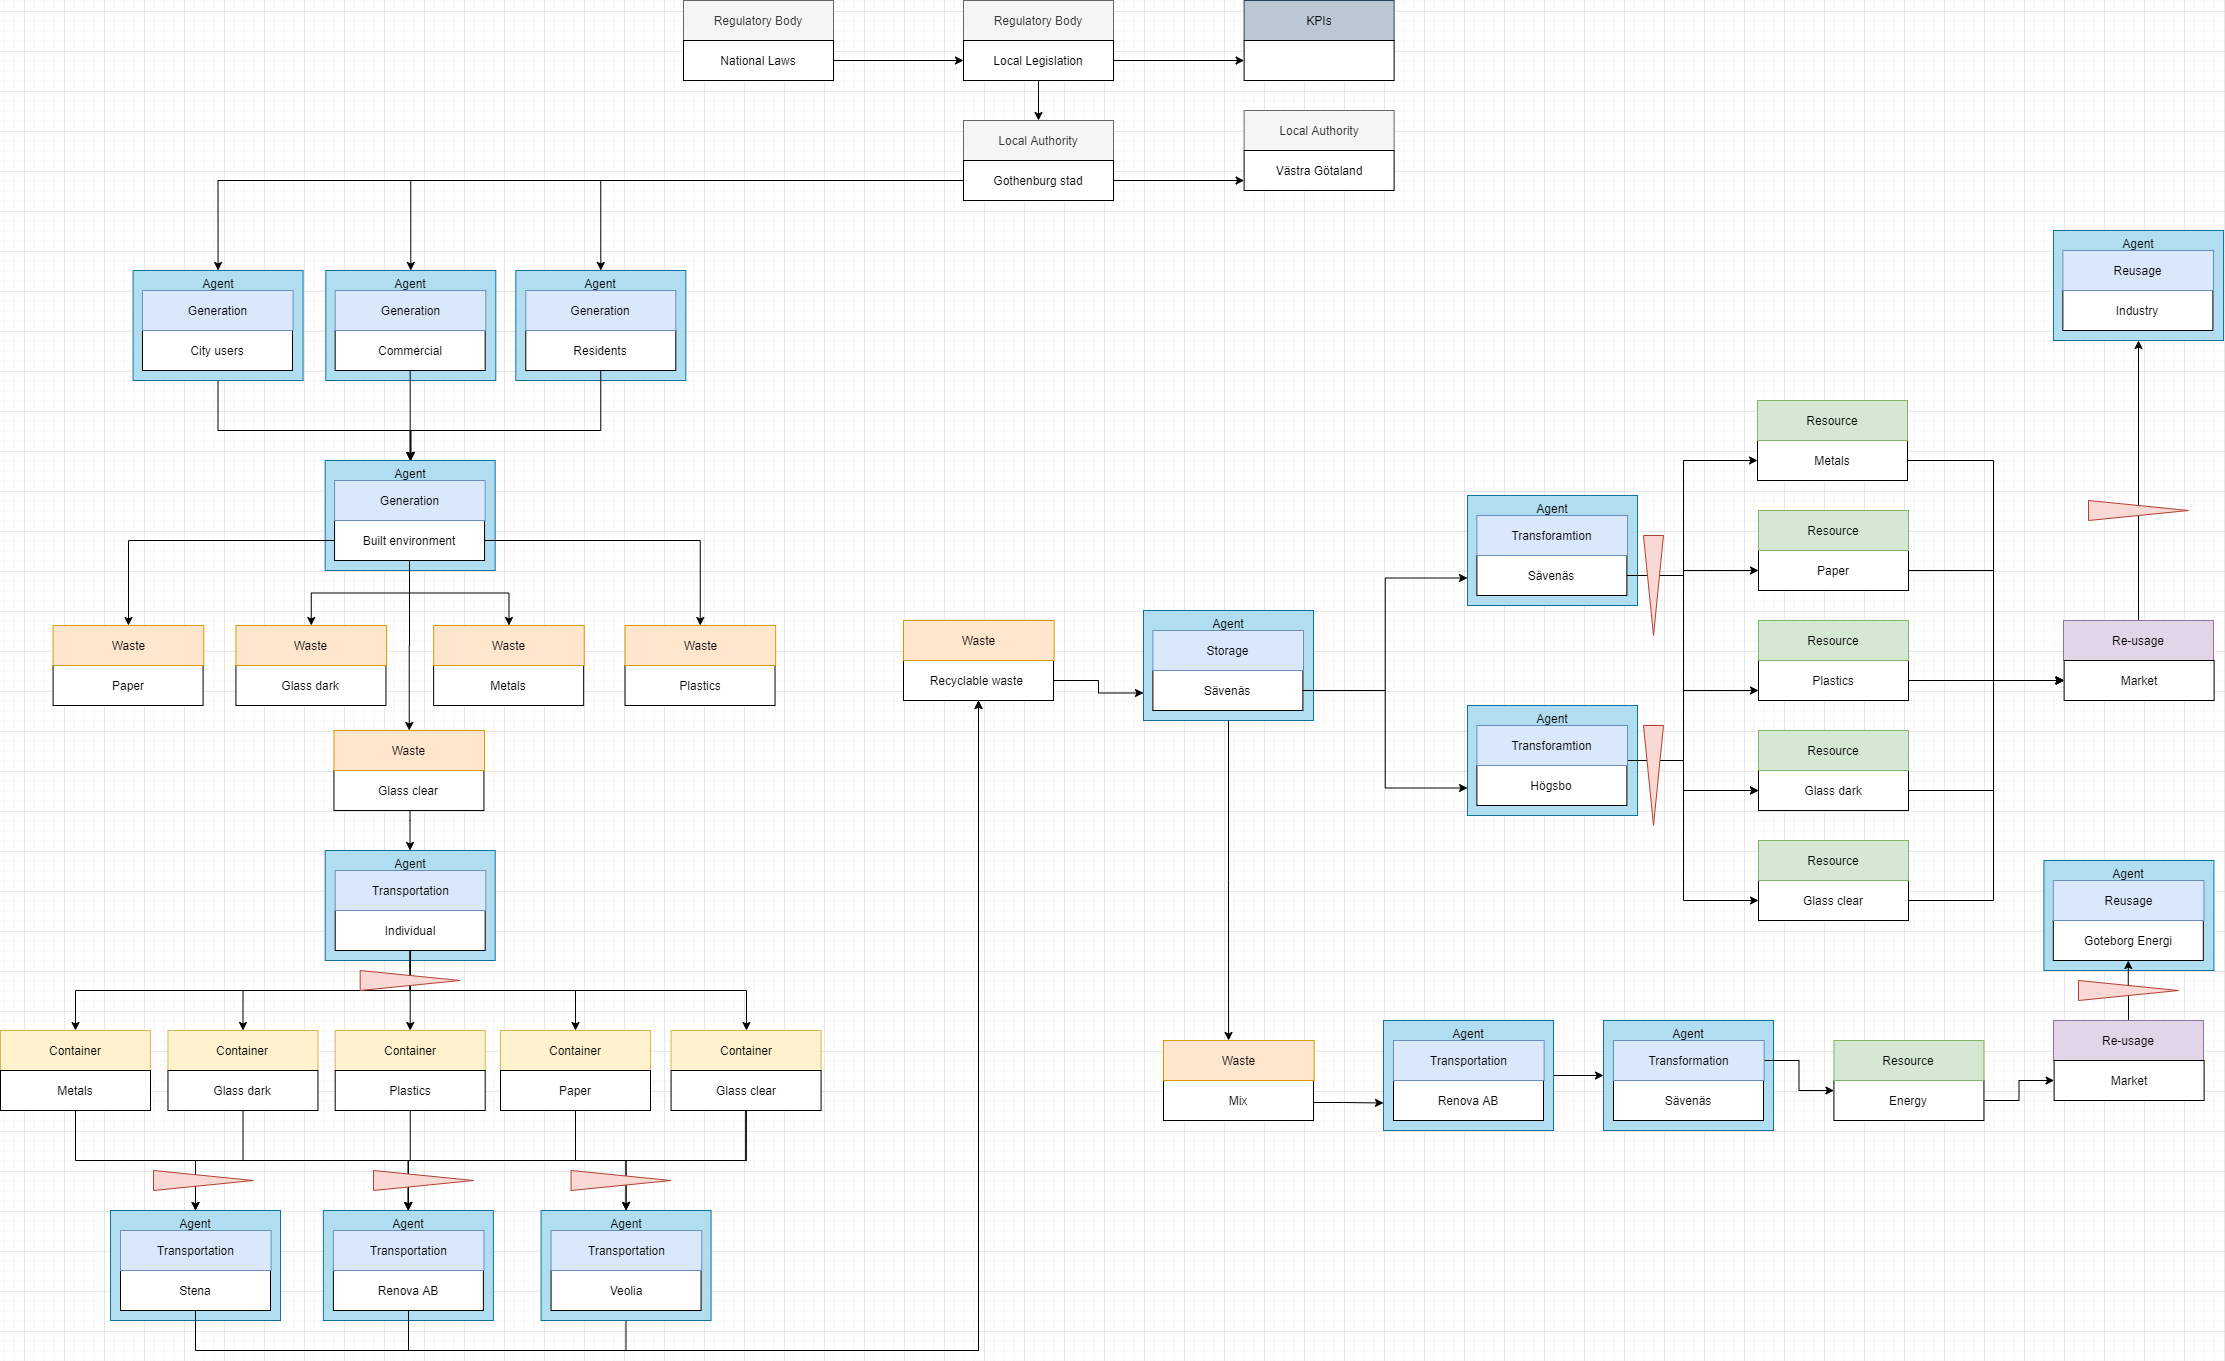 Regulatory Body
National Laws
Regulatory Body
Local Legislation
KPIs
Local Authority
Gothenburg stad
Local Authority
Västra Götaland
Agent
Generation
City users
Agent
Generation
Commercial
Agent
Generation
Residents
Agent
Generation
Built environment
Waste
Paper
Waste
Glass dark
Waste
Metals
Waste
Plastics
Waste
Glass clear
Agent
Transportation
Individual
Container
Metals
Container
Glass dark
Container
Plastics
Container
Paper
Container
Glass clear
Agent
Transportation
Stena
Agent
Transportation
Renova AB
Agent
Transportation
Veolia
Waste
Recyclable waste
Agent
Storage
Sävenäs
Agent
Transforamtion
Sävenäs
Agent
Transforamtion
Högsbo
Resource
Metals
Resource
Paper
Resource
Plastics
Resource
Glass dark
Resource
Glass clear
Re-usage
Market
Agent
Reusage
Industry
Waste
Mix
Agent
Transportation
Renova AB
Agent
Transformation
Sävenäs
Resource
Energy
Re-usage
Market
Agent
Reusage
Goteborg Energi